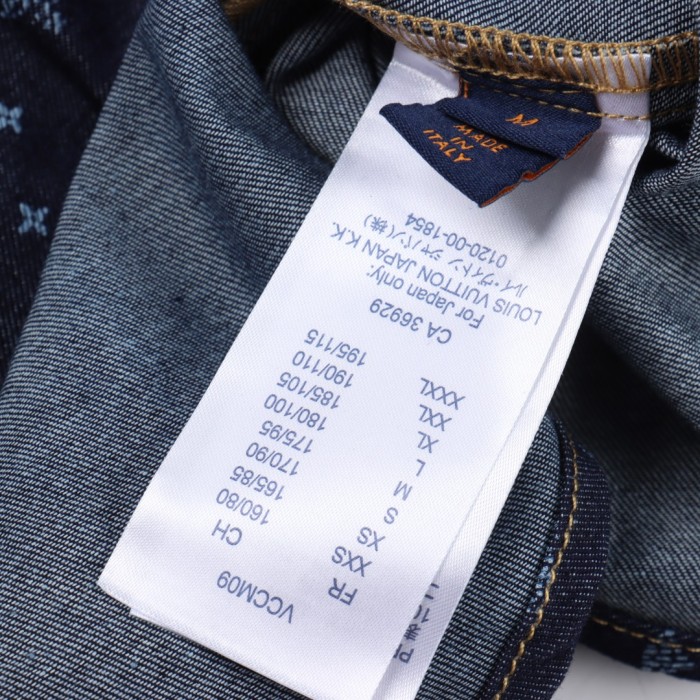 M
MADE
IN
ITALY
VCCM09
FR CH
XXS 160/80
XS 165/85
S 170/90
M 175/95
L 180/100
XL 185/105
XXL 190/110
XXXL 195/115
CA 36929
For Japan only:
LOUIS VUITTON JAPAN K.K.
ルイ・ヴィトン ジャパン(株)
0120-00-1854